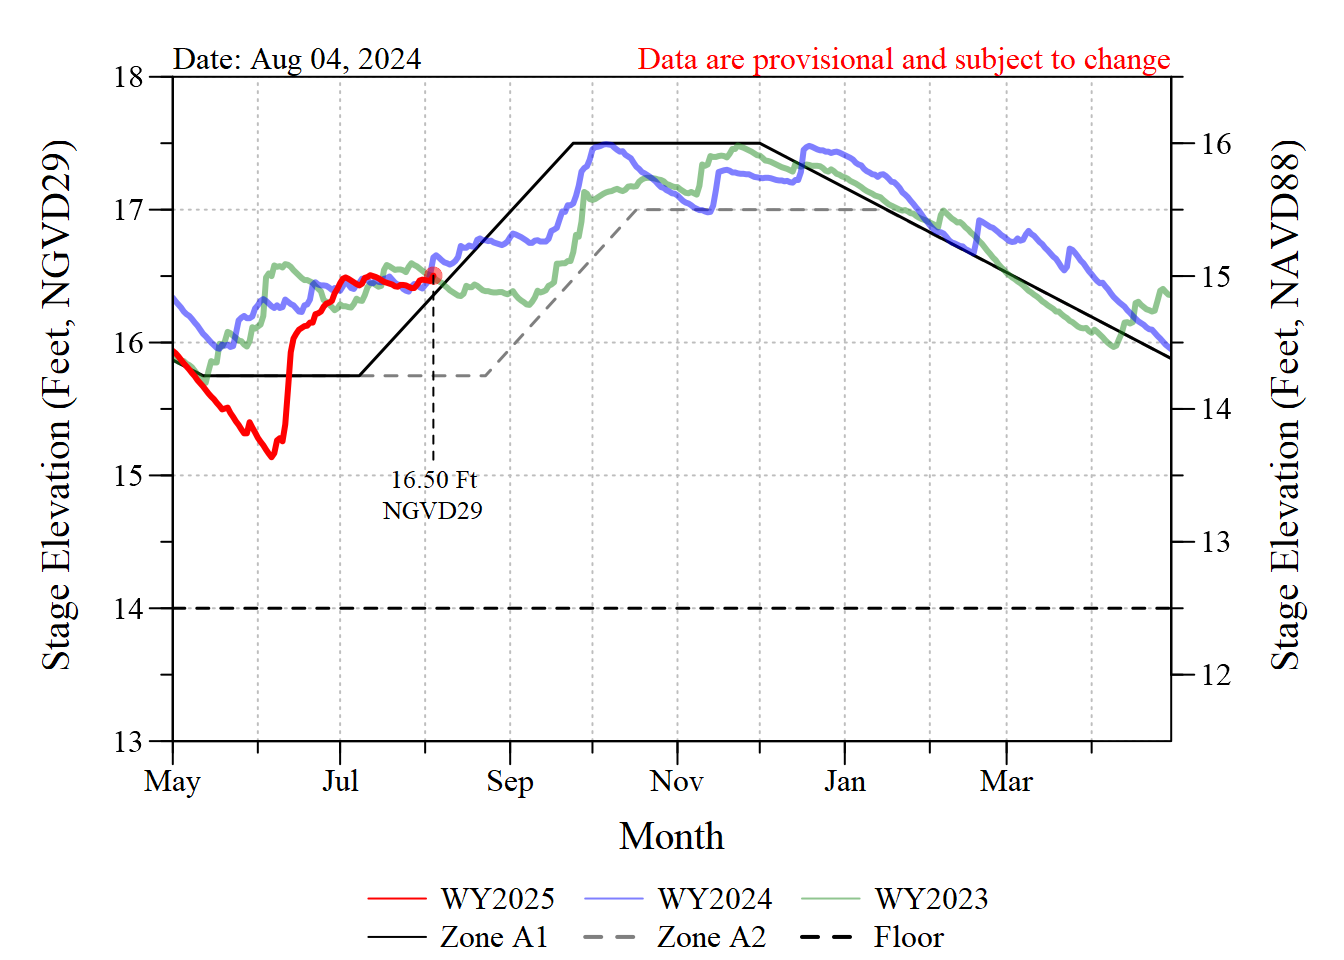 Date: Aug 04, 2024
Data are provisional and subject to change
18
17
16
15
14
13
Stage Elevation (Feet, NGVD29)
16
15
14
13
12
Stage Elevation (Feet, NAVD88)
16.50 Ft
NGVD29
May Jul Sep Nov Jan Mar
Month
WY2025 WY2024 WY2023
Zone A1 Zone A2 Floor